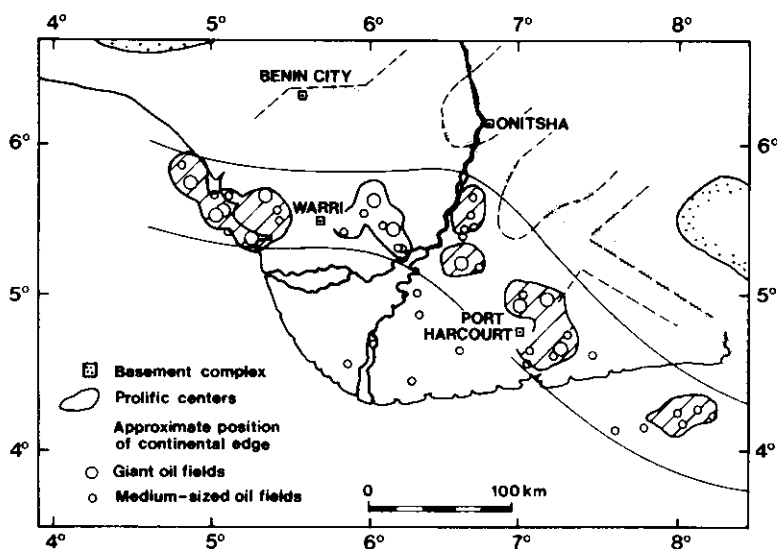 4° 5° 6° 7° 8°
BENIN CITY
6° ONITSHA 6°
WARRI
5° 5°
PORT
HARCOURT
Basement complex
Prolific centers
Approximate position
of continental edge
4° 4°
Giant oil fields
Medium-sized oil fields
0 100 km
4° 5° 6° 7° 8°